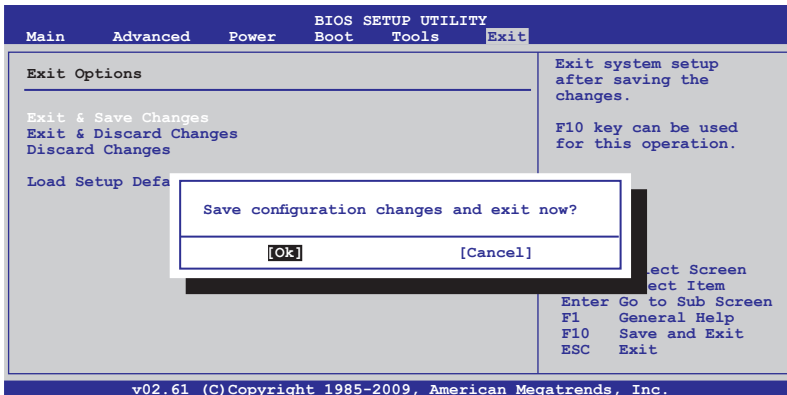 BIOS SETUP UTILITY
Main Advanced Power Boot Tools Exit
Exit Options
Exit & Save Changes
Exit & Discard Changes
Discard Changes
Load Setup Defa
Save configuration changes and exit now?
[Ok] [Cancel]
Exit system setup
after saving the
changes.
F10 key can be used
for this operation.
ect Screen
ect Item
Enter Go to Sub Screen
F1 General Help
F10 Save and Exit
ESC Exit
v02.61 (C)Copyright 1985-2009, American Megatrends, Inc.